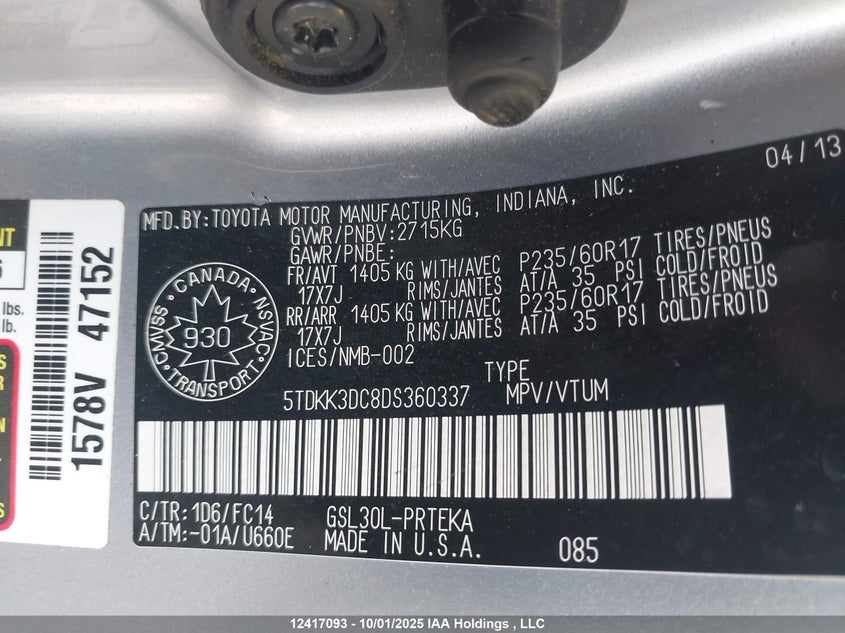 04/13
MFD.BY:TOYOTA MOTOR MANUFACTURING, INDIANA, INC.
GVWR/PNBV:2715KG
GAWR/PNBE:
FR/AVT 1405 KG WITH/AVEC P235/60R17 TIRES/PNEUS
17X7J RIMS/JANTES AT/A 35 PSI COLD/FROID
RR/ARR 1405 KG WITH/AVEC P235/60R17 TIRES/PNEUS
17X7J RIMS/JANTES AT/A 35 PSI COLD/FROID
ICES/NMB-002
CANADA
CMVSS NSVAC
930
TRANSPORT
TYPE
5TDKK3DC8DS360337 MPV/VTUM
C/TR:1D6/FC14 GSL30L-PRTEKA
A/TM:-01A/U660E MADE IN U.S.A. 085
1578V 47152
lbs.
lb.
12417093 - 10/01/2025 IAA Holdings , LLC